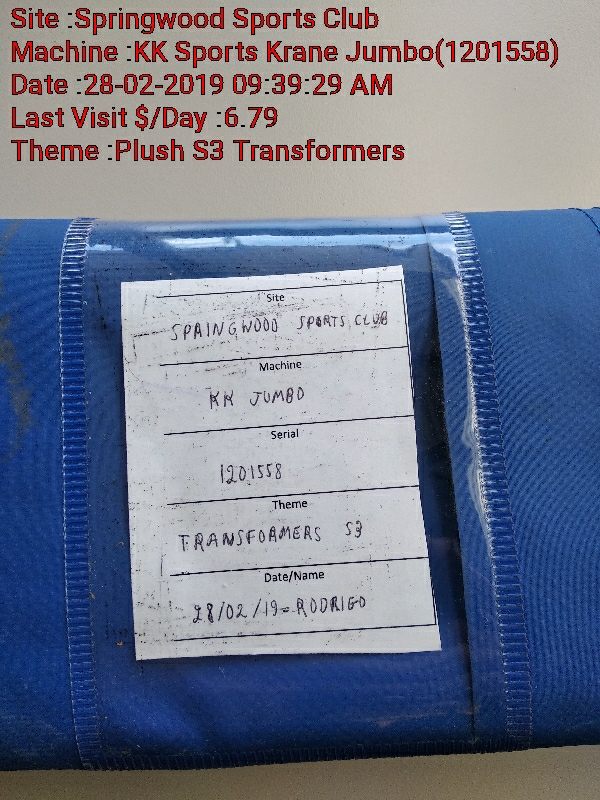 Site :Springwood Sports Club
Machine :KK Sports Krane Jumbo(1201558)
Date :28-02-2019 09:39:29 AM
Last Visit $/Day :6.79
Theme :Plush S3 Transformers
Site
SPRINGWOOD SPORTS CLUB
Machine
KK JUMBO
Serial
1201558
Theme
TRANSFORMERS S3
Date/Name
28/02/19-RODRIGO